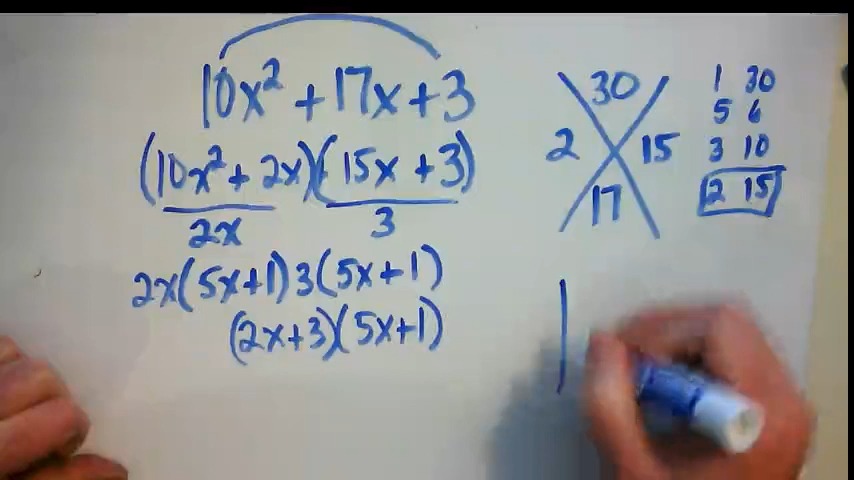 10x² + 17x + 3
(10x² + 2x)(15x + 3)
2x 3
2x(5x+1)3(5x+1)
(2x+3)(5x+1)
30
2 15
17
1 30
5 6
3 10
2 15